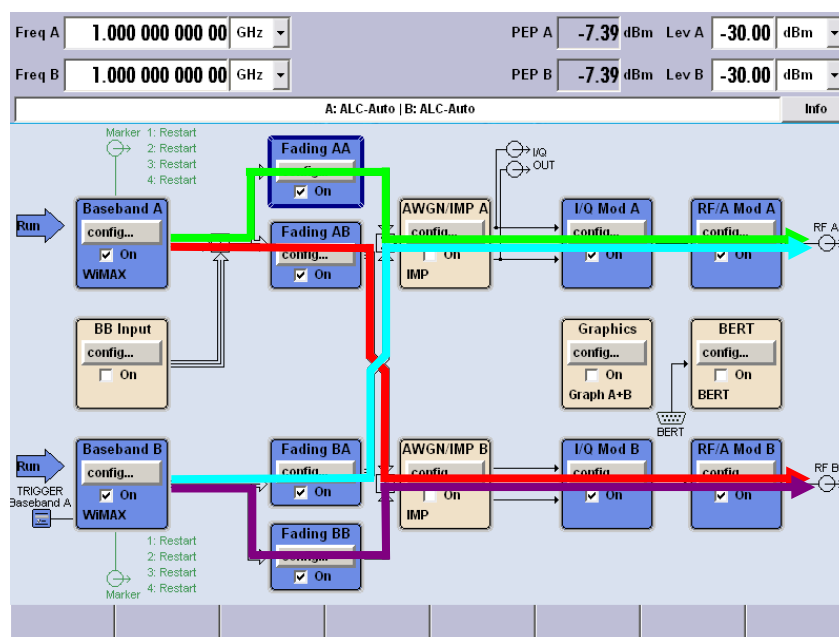 Freq A 1.000 000 000 00 GHz PEP A -7.39 dBm Lev A -30.00 dBm
Freq B 1.000 000 000 00 GHz PEP B -7.39 dBm Lev B -30.00 dBm
A: ALC-Auto | B: ALC-Auto Info
Marker 1: Restart
2: Restart
3: Restart
4: Restart
Fading AA
On
I/Q
OUT
Run
Baseband A
config...
On
WiMAX
Fading AB
config...
On
AWGN/IMP A
config...
On
IMP
I/Q Mod A
config...
On
RF/A Mod A
config...
On
RF A
BB Input
config...
On
Graphics
config...
On
Graph A+B
BERT
config...
On
BERT
BERT
Run
TRIGGER
Baseband A
Baseband B
config...
On
WiMAX
Fading BA
config...
On
AWGN/IMP B
config...
On
IMP
I/Q Mod B
config...
On
RF/A Mod B
config...
On
RF B
Fading BB
config...
On
1: Restart
2: Restart
3: Restart
Marker 4: Restart